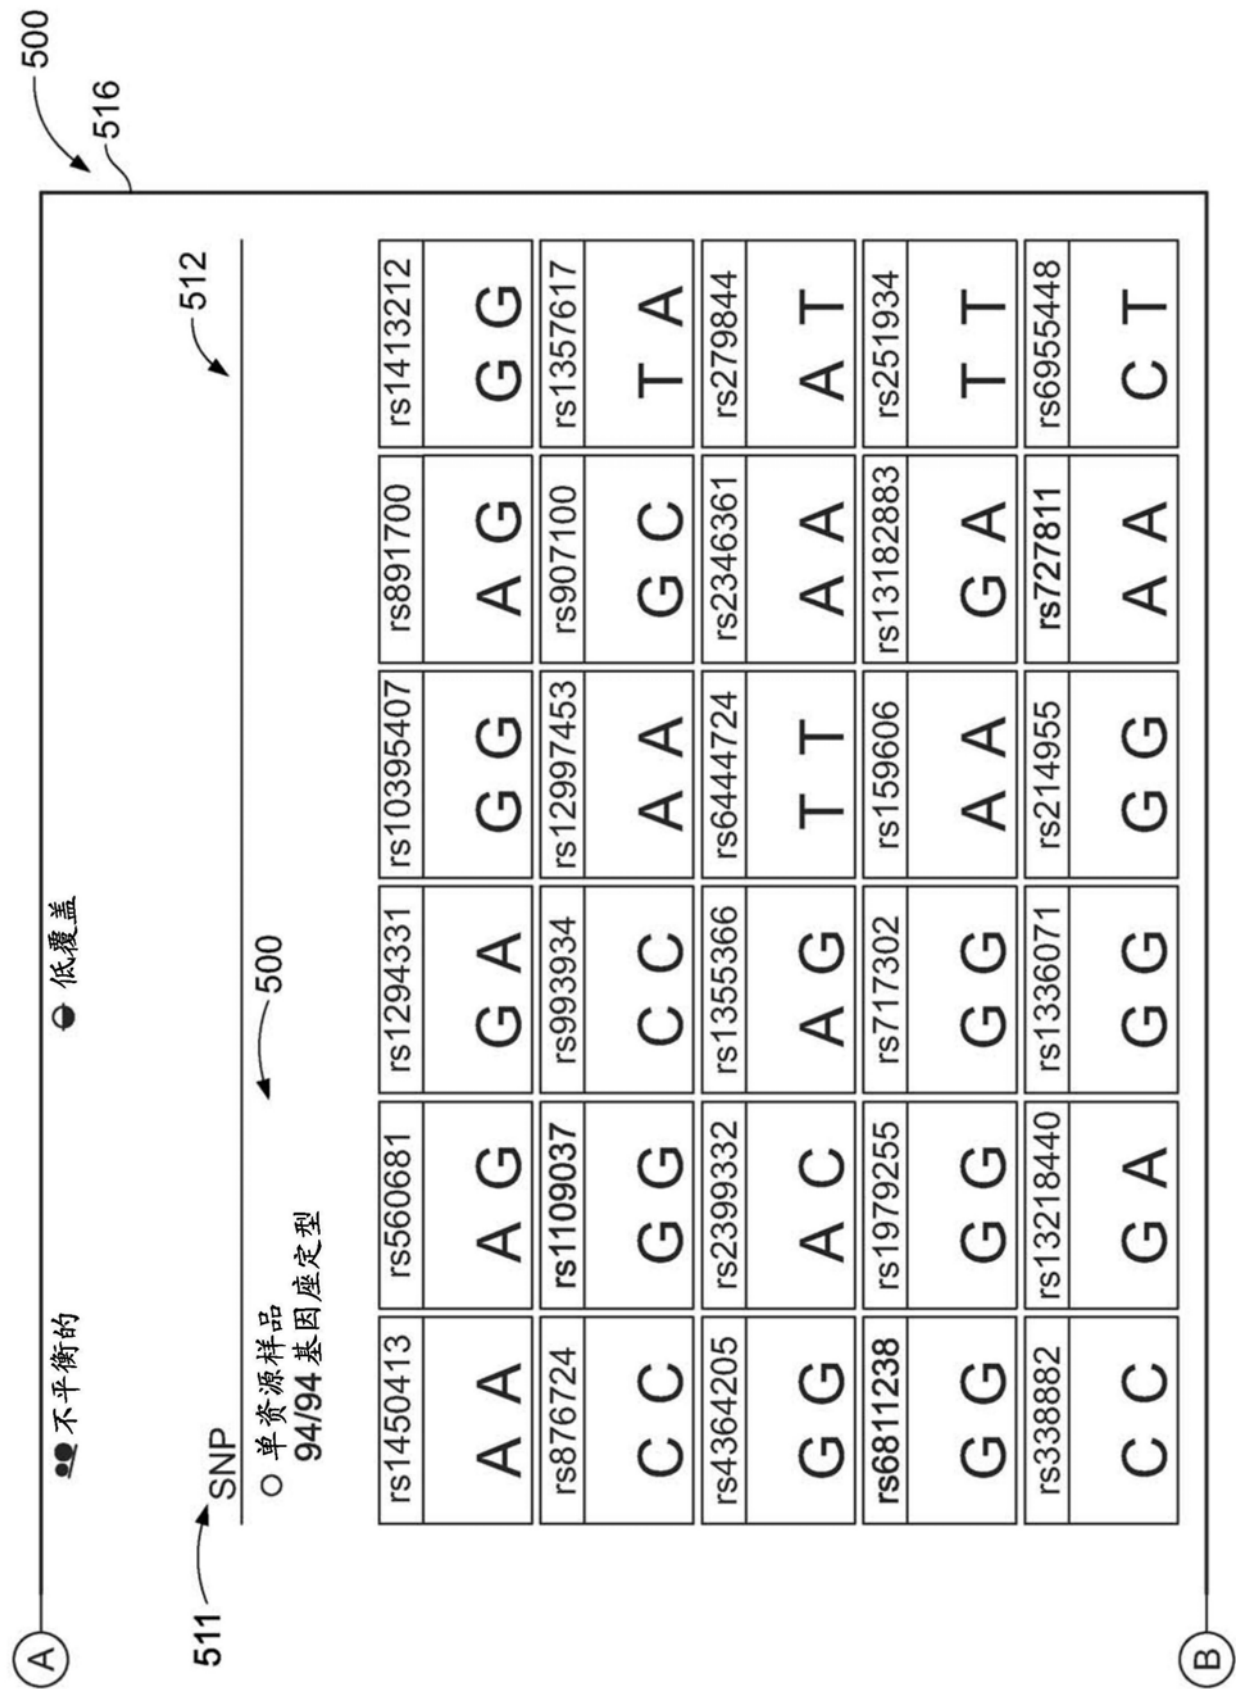 500
516
A
不平衡的
低覆盖
511
SNP
512
单资源样品
500
94/94 基因座定型
rs1450413 rs560681 rs1294331 rs10395407 rs891700 rs1413212
A A A G G A G G A G G G
rs876724 rs1109037 rs993934 rs12997453 rs907100 rs1357617
C C G G C C A A G C T A
rs4364205 rs2399332 rs1355366 rs6444724 rs2346361 rs279844
G G A C A G T T A A A T
rs6811238 rs1979255 rs717302 rs159606 rs13182883 rs251934
G G G G G G A A G A T T
rs338882 rs13218440 rs1336071 rs214955 rs727811 rs6955448
C C G A G G G G A A C T
B